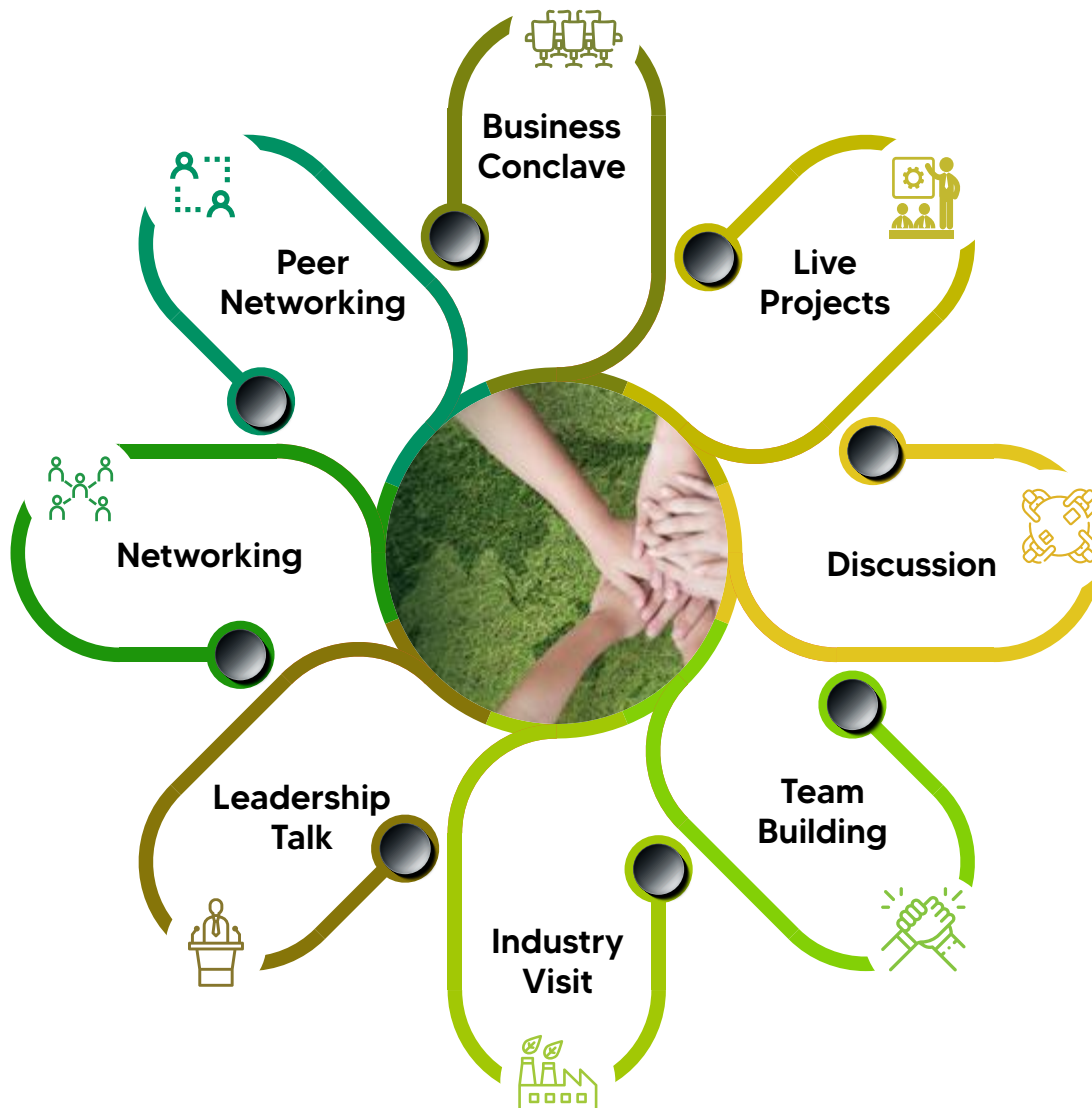 Business
Conclave
Live
Projects
Discussion
Team
Building
Industry
Visit
Leadership
Talk
Networking
Peer
Networking